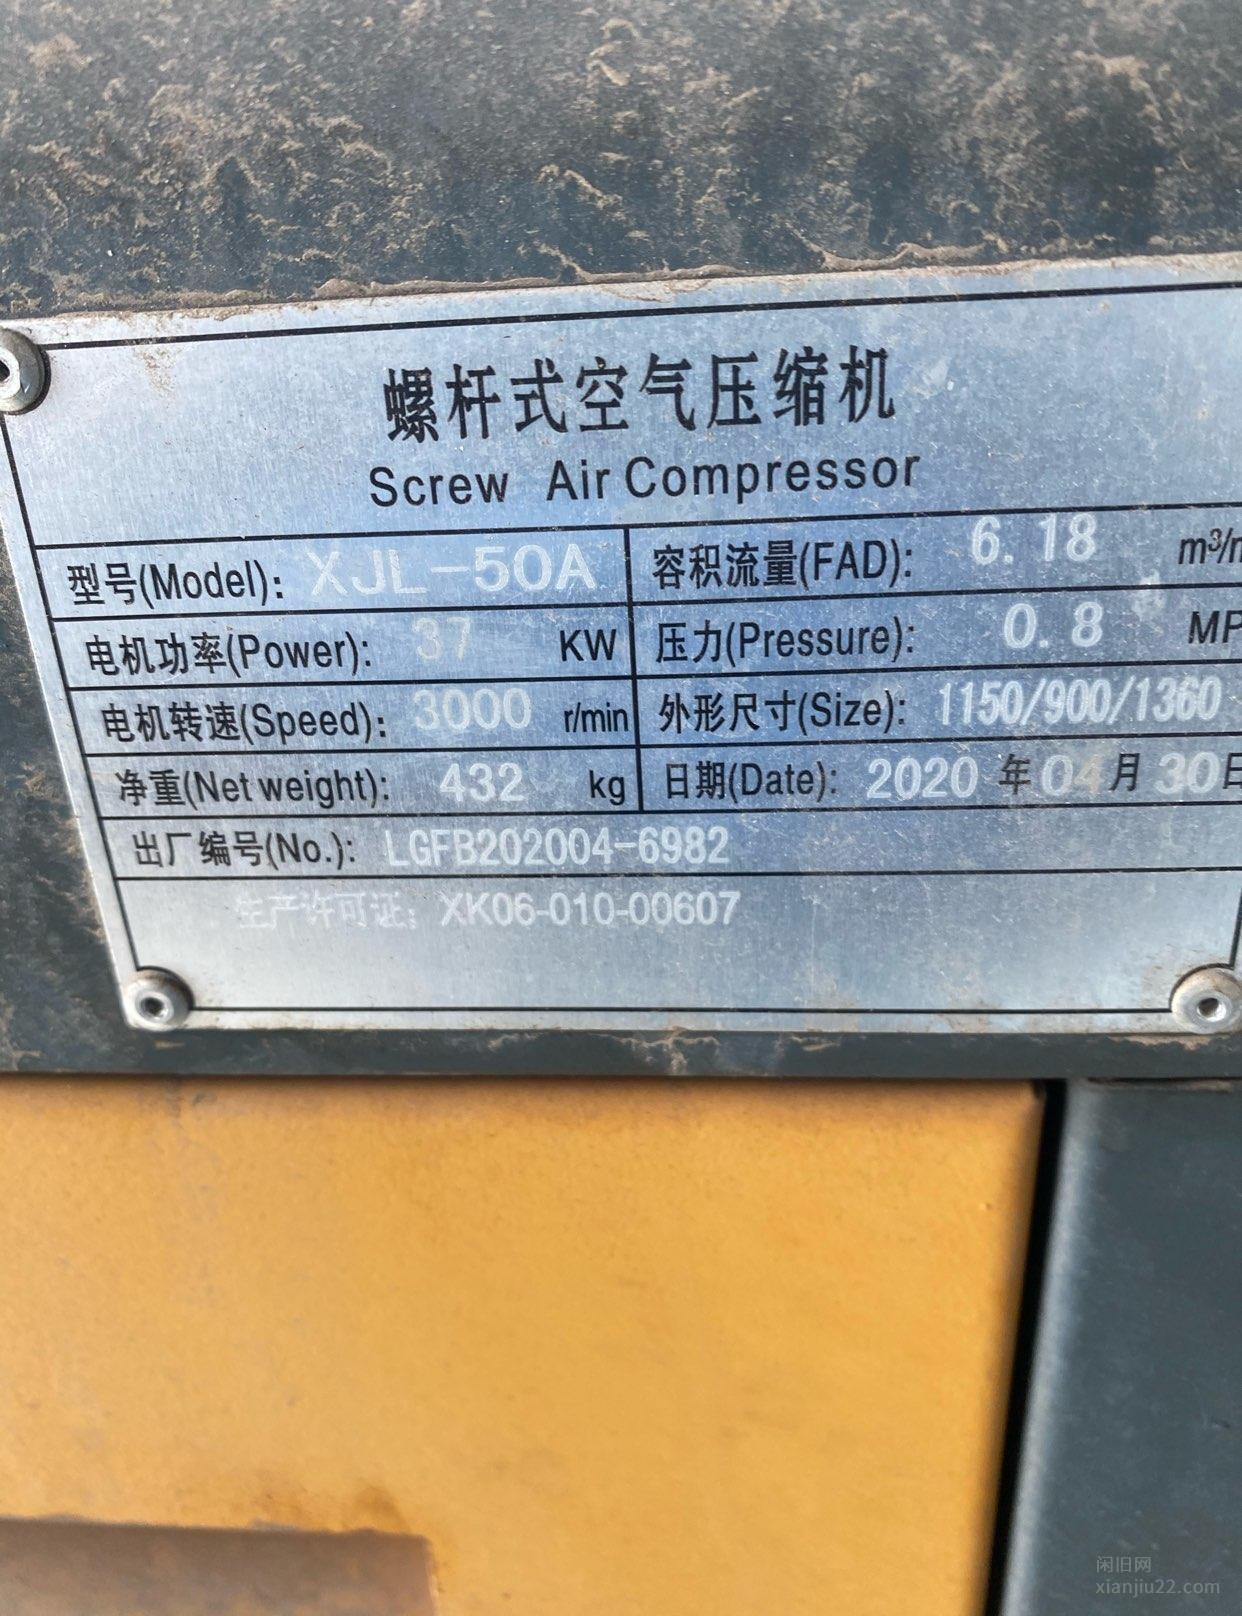 螺杆式空气压缩机
Screw Air Compressor
型号(Model): XJL-50A 容积流量(FAD): 6.18 m³/
电机功率(Power): 37 KW 压力(Pressure): 0.8 MP
电机转速(Speed): 3000 r/min 外形尺寸(Size): 1150/900/1360
净重(Net weight): 432 kg 日期(Date): 2020 年 04 月 30 日
出厂编号(No.): LGFB202004-6982
生产许可证: XK06-010-00607
闲旧网
xianjiu22.com